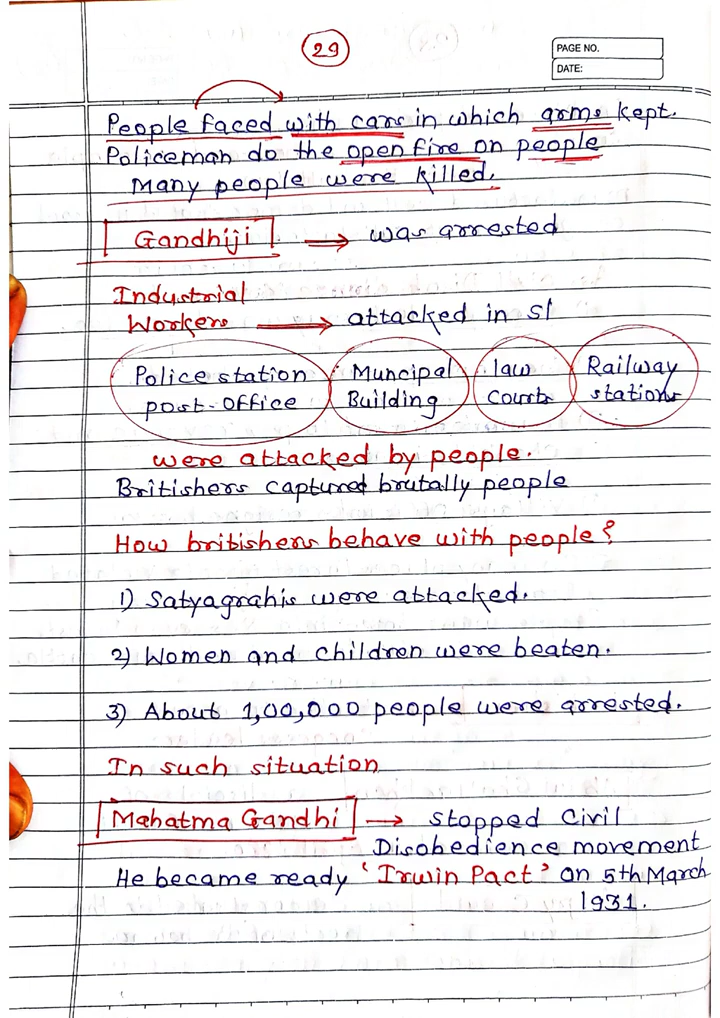 29
PAGE NO.
DATE:
People faced with cars in which arms kept.
Policeman do the open fire on people
Many people were killed.
Gandhiji → was arrested
Industrial
Workers → attacked in s/
Police station Muncipal law Railway
post-office Building courts stations
were attacked by people.
Britishers captured brutally people
How britishers behave with people?
1) Satyagrahis were attacked.
2) Women and children were beaten.
3) About 1,00,000 people were arrested.
In such situation
Mahatma Gandhi → stopped Civil
Disobedience movement
He became ready 'Irwin Pact' on 5th March
1931.